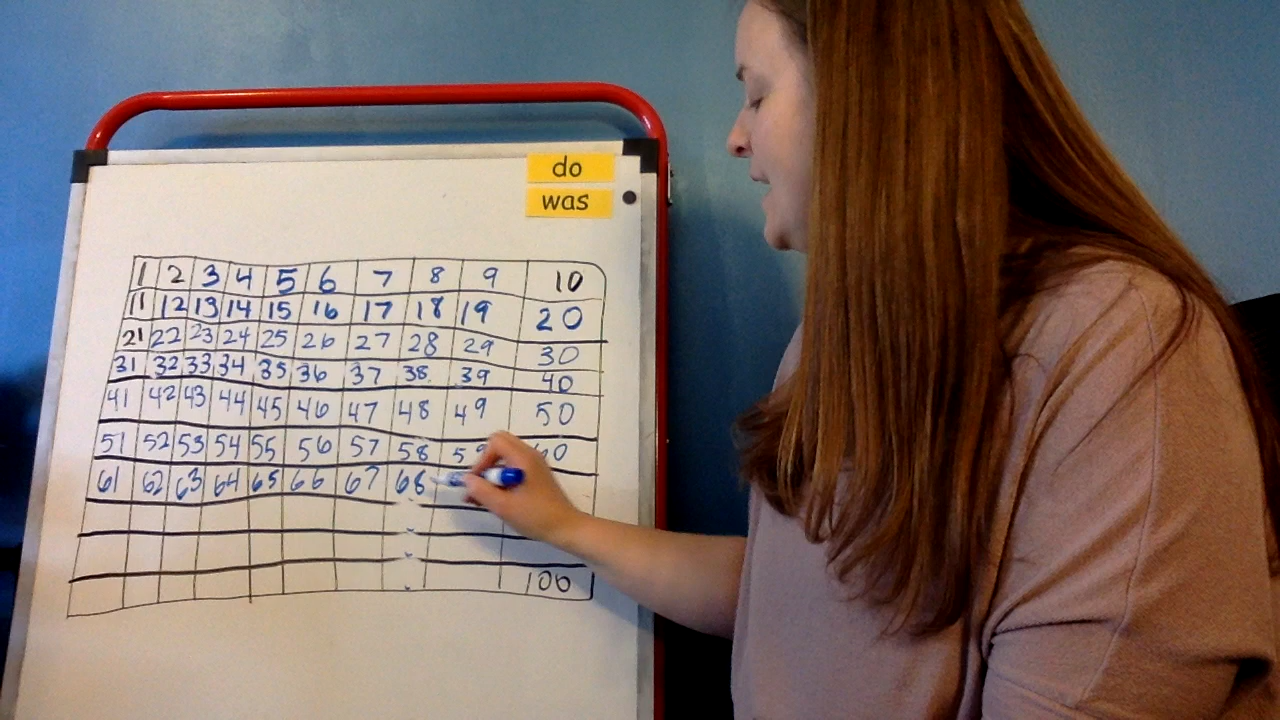 do
was
1 2 3 4 5 6 7 8 9 10
11 12 13 14 15 16 17 18 19 20
21 22 23 24 25 26 27 28 29 30
31 32 33 34 35 36 37 38 39 40
41 42 43 44 45 46 47 48 49 50
51 52 53 54 55 56 57 58 59 60
61 62 63 64 65 66 67 68
100